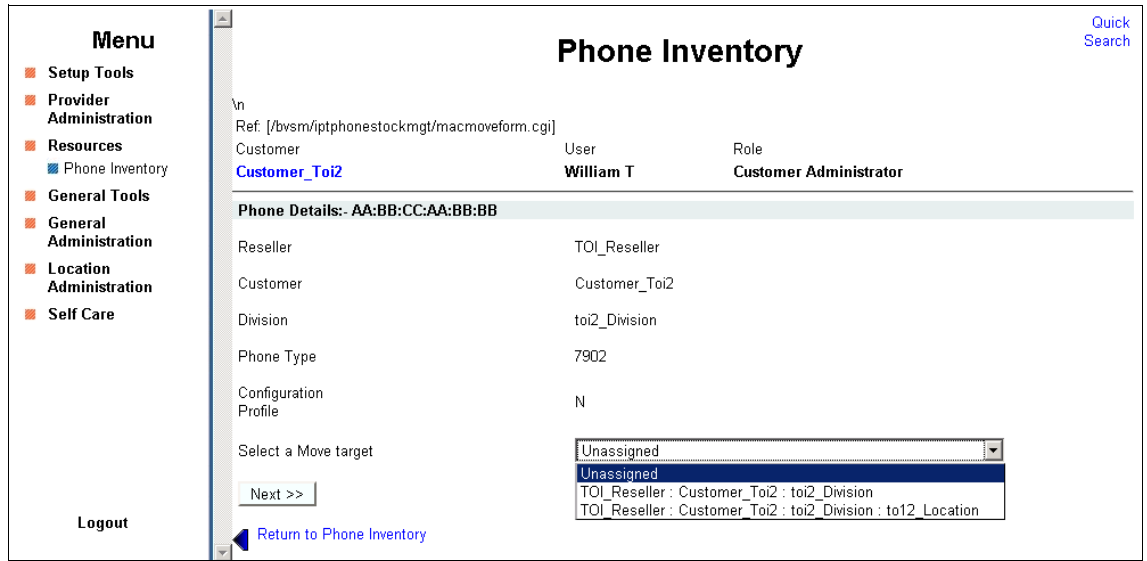 Menu
Setup Tools
Provider
Administration
Resources
Phone Inventory
General Tools
General
Administration
Location
Administration
Self Care
Logout
Quick
Search
Phone Inventory
\n
Ref: [/bvsm/iptphonestockmgt/macmoveform.cgi]
Customer User Role
Customer_Toi2 William T Customer Administrator
Phone Details:- AA:BB:CC:AA:BB:BB
Reseller TOI_Reseller
Customer Customer_Toi2
Division toi2_Division
Phone Type 7902
Configuration
Profile N
Select a Move target Unassigned
Unassigned
TOI_Reseller : Customer_Toi2 : toi2_Division
TOI_Reseller : Customer_Toi2 : toi2_Division : to12_Location
Next >>
Return to Phone Inventory